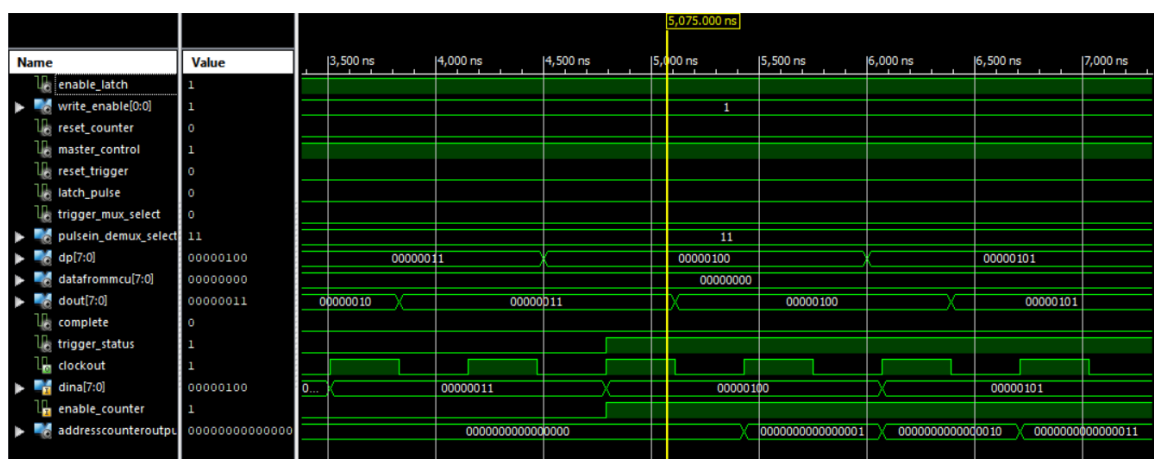 5,075.000 ns
Name Value 3,500 ns 4,000 ns 4,500 ns 5,000 ns 5,500 ns 6,000 ns 6,500 ns 7,000 ns
enable_latch 1
write_enable[0:0] 1 1
reset_counter 0
master_control 1
reset_trigger 0
latch_pulse 0
trigger_mux_select 0
pulsein_demux_select 11 11
dp[7:0] 00000100 00000011 00000100 00000101
datafrommcu[7:0] 00000000 00000000
dout[7:0] 00000011 00000010 00000011 00000100 00000101
complete 0
trigger_status 1
clockout 1
dina[7:0] 00000100 0... 00000011 00000100 00000101
enable_counter 1
addresscounteroutpu 00000000000000 0000000000000000 0000000000000001 0000000000000010 0000000000000011